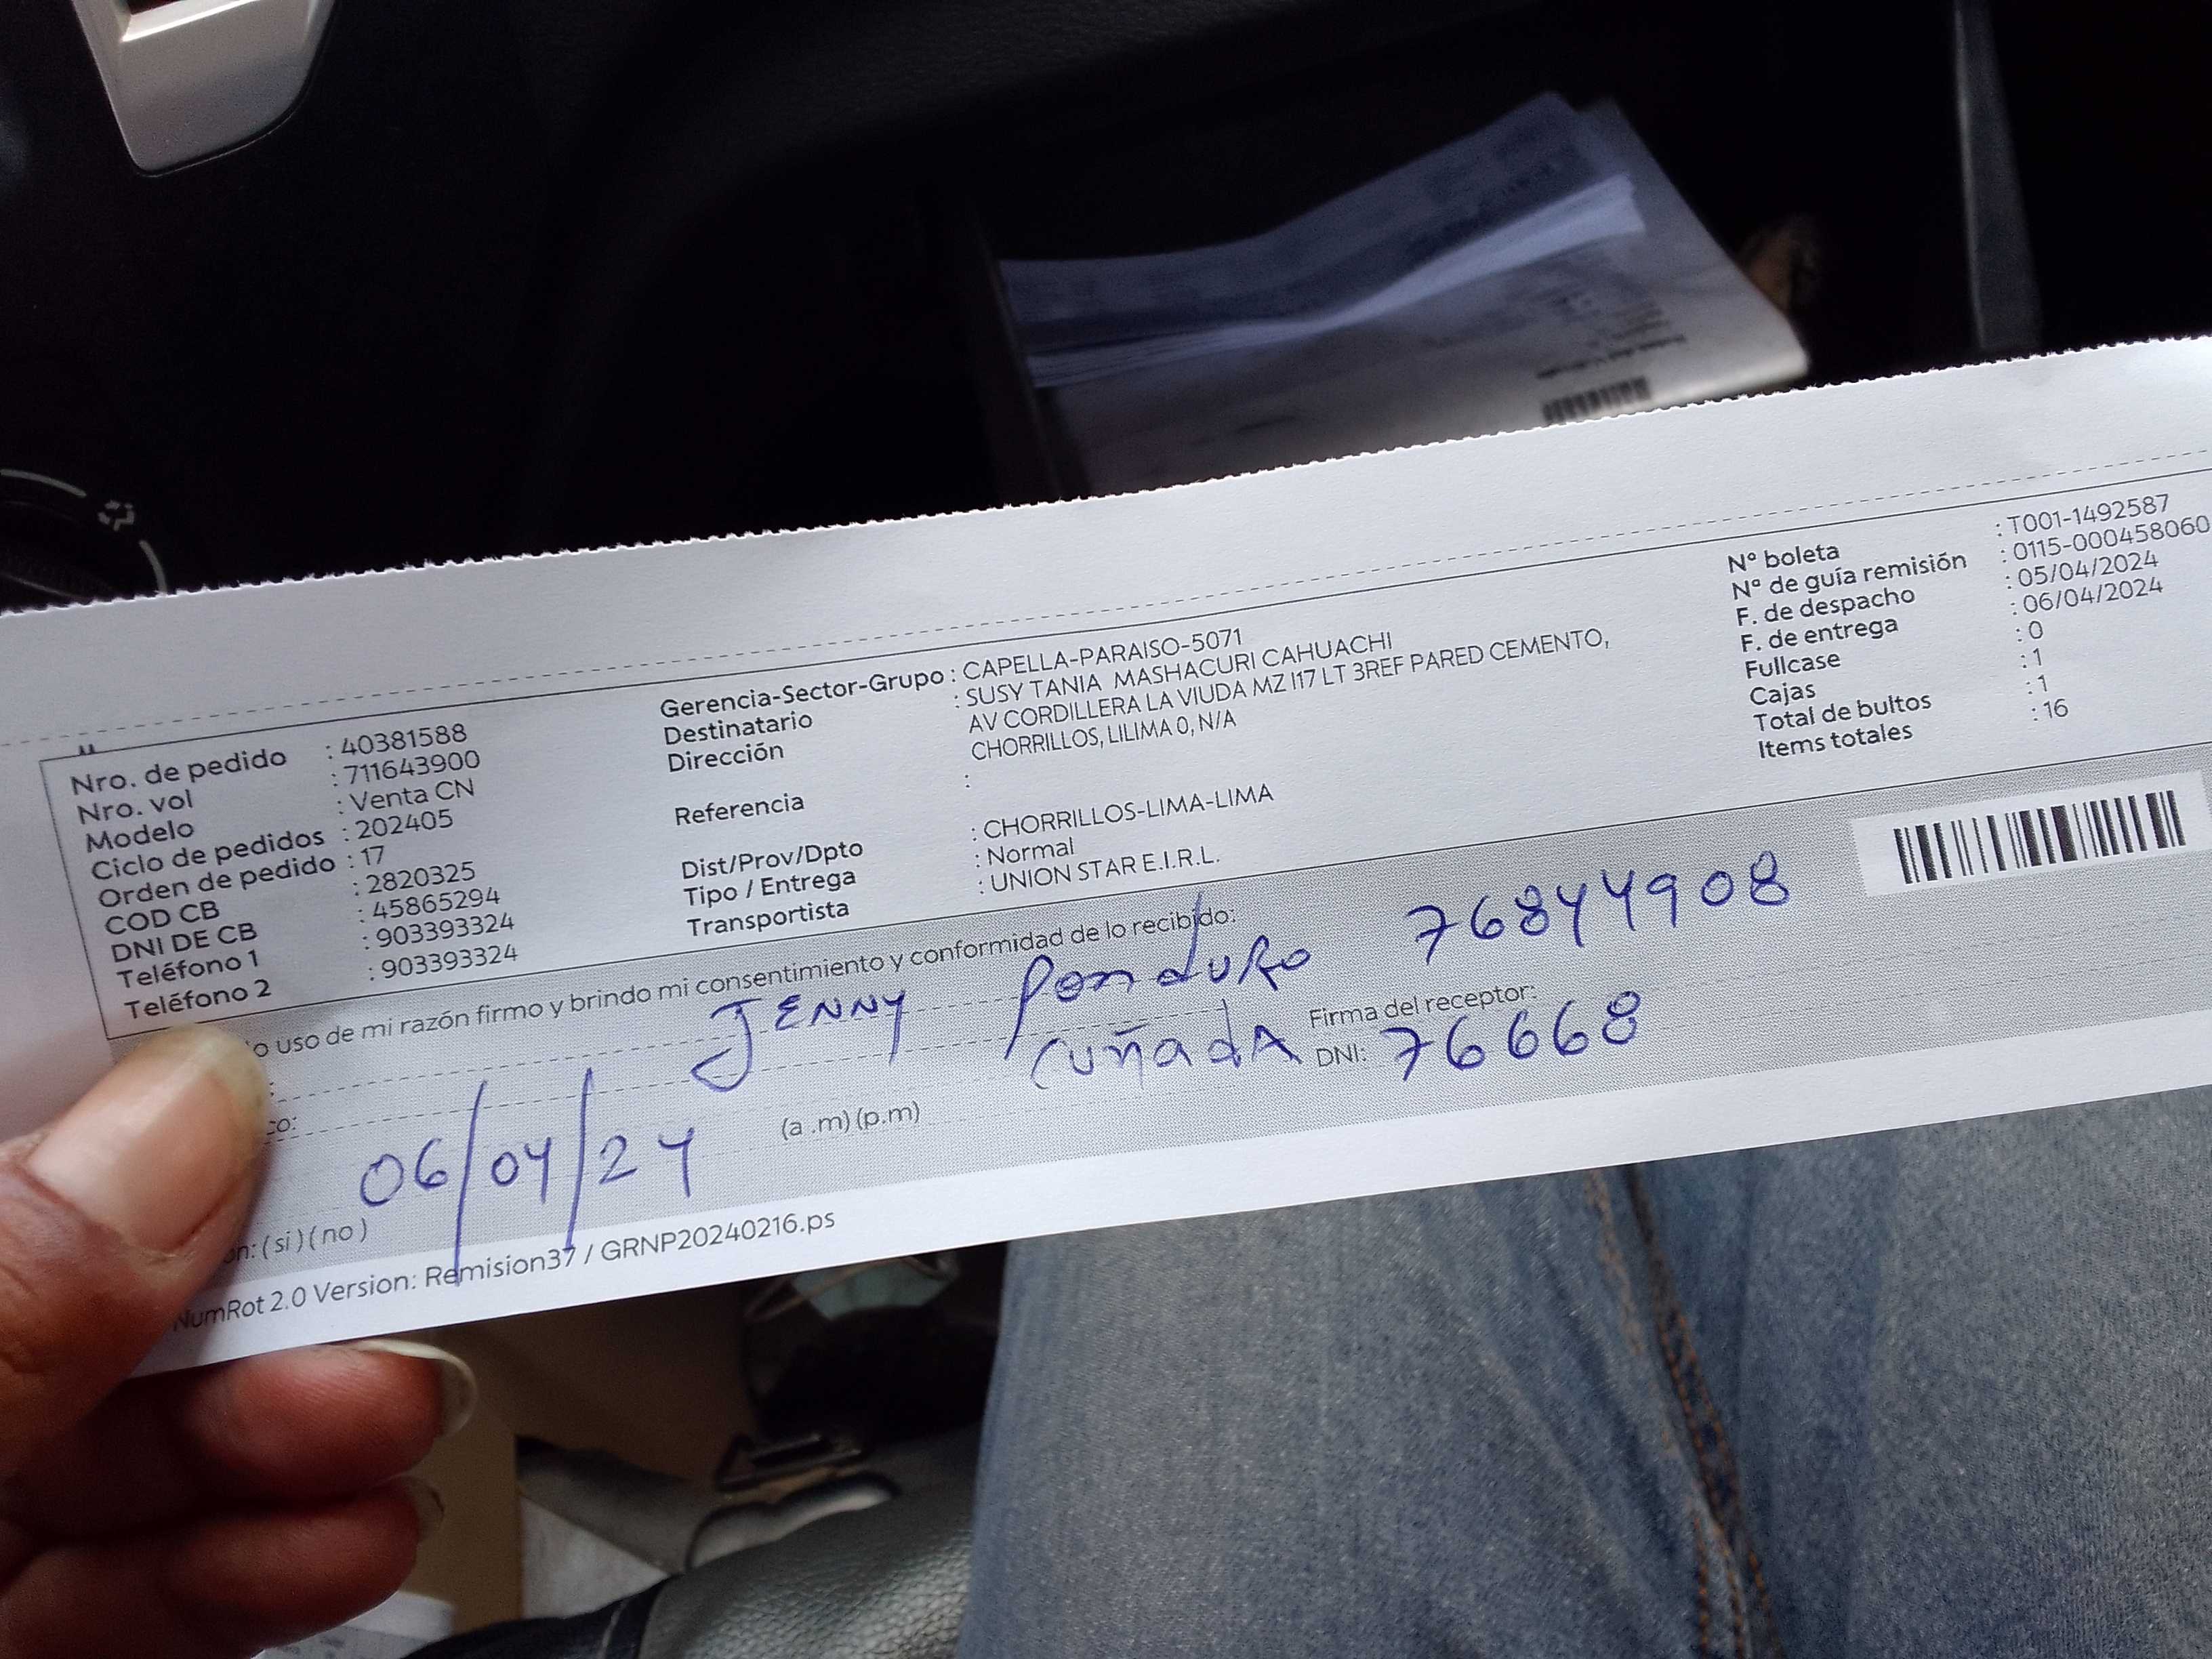 Nro. de pedido : 40381588
Nro. vol : 711643900
Modelo : Venta CN
Ciclo de pedidos : 202405
Orden de pedido : 17
COD CB : 2820325
DNI DE CB : 45865294
Teléfono 1 : 903393324
Teléfono 2 : 903393324
Gerencia-Sector-Grupo : CAPELLA-PARAISO-5071
Destinatario : SUSY TANIA MASHACURI CAHUACHI
Dirección AV CORDILLERA LA VIUDA MZ I17 LT 3REF PARED CEMENTO,
CHORRILLOS, LILIMA 0, N/A
Referencia :
Dist/Prov/Dpto : CHORRILLOS-LIMA-LIMA
Tipo / Entrega : Normal
Transportista : UNION STAR E.I.R.L.
N° boleta : T001-1492587
N° de guía remisión : 0115-000458060
F. de despacho : 05/04/2024
F. de entrega : 06/04/2024
Fullcase : 0
Cajas : 1
Total de bultos : 1
Items totales : 16
o uso de mi razón firmo y brindo mi consentimiento y conformidad de lo recibido:
JENNY PONDURO 76844908
CUÑADA
Firma del receptor:
DNI: 76668
co:
06/04/24 (a .m) (p.m)
on: ( si ) ( no )
NumRot 2.0 Version: Remision37 / GRNP20240216.ps